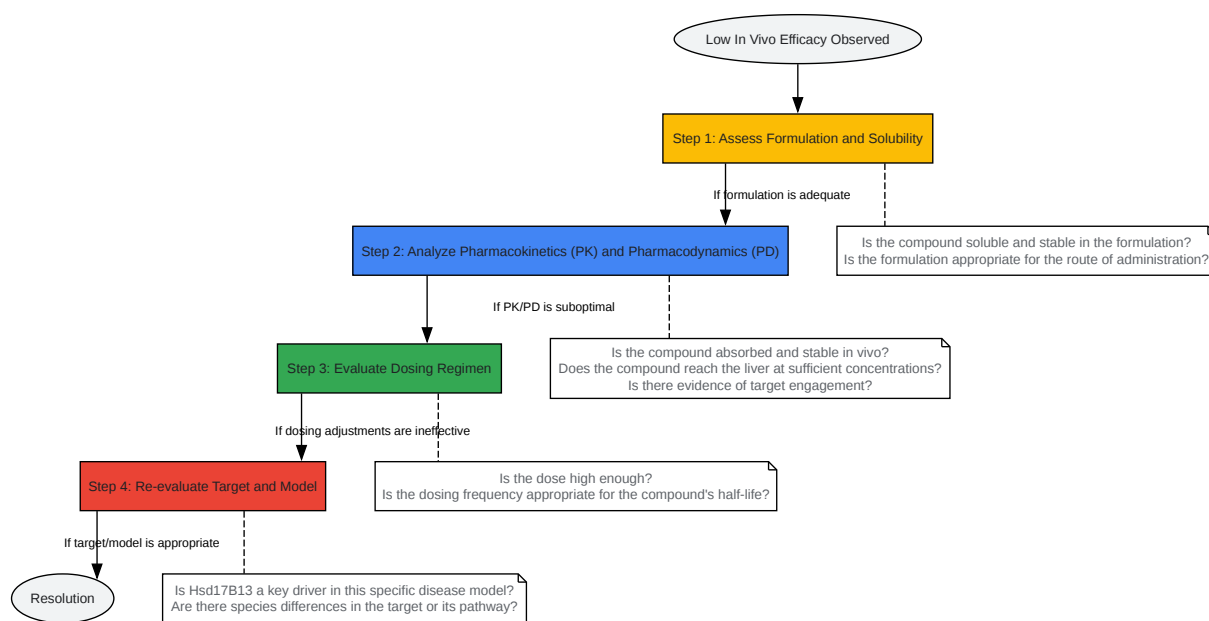 Low In Vivo Efficacy Observed
Step 1: Assess Formulation and Solubility
If formulation is adequate
Is the compound soluble and stable in the formulation?
Is the formulation appropriate for the route of administration?
Step 2: Analyze Pharmacokinetics (PK) and Pharmacodynamics (PD)
If PK/PD is suboptimal
Is the compound absorbed and stable in vivo?
Does the compound reach the liver at sufficient concentrations?
Is there evidence of target engagement?
Step 3: Evaluate Dosing Regimen
If dosing adjustments are ineffective
Is the dose high enough?
Is the dosing frequency appropriate for the compound's half-life?
Step 4: Re-evaluate Target and Model
If target/model is appropriate
Is Hsd17B13 a key driver in this specific disease model?
Are there species differences in the target or its pathway?
Resolution